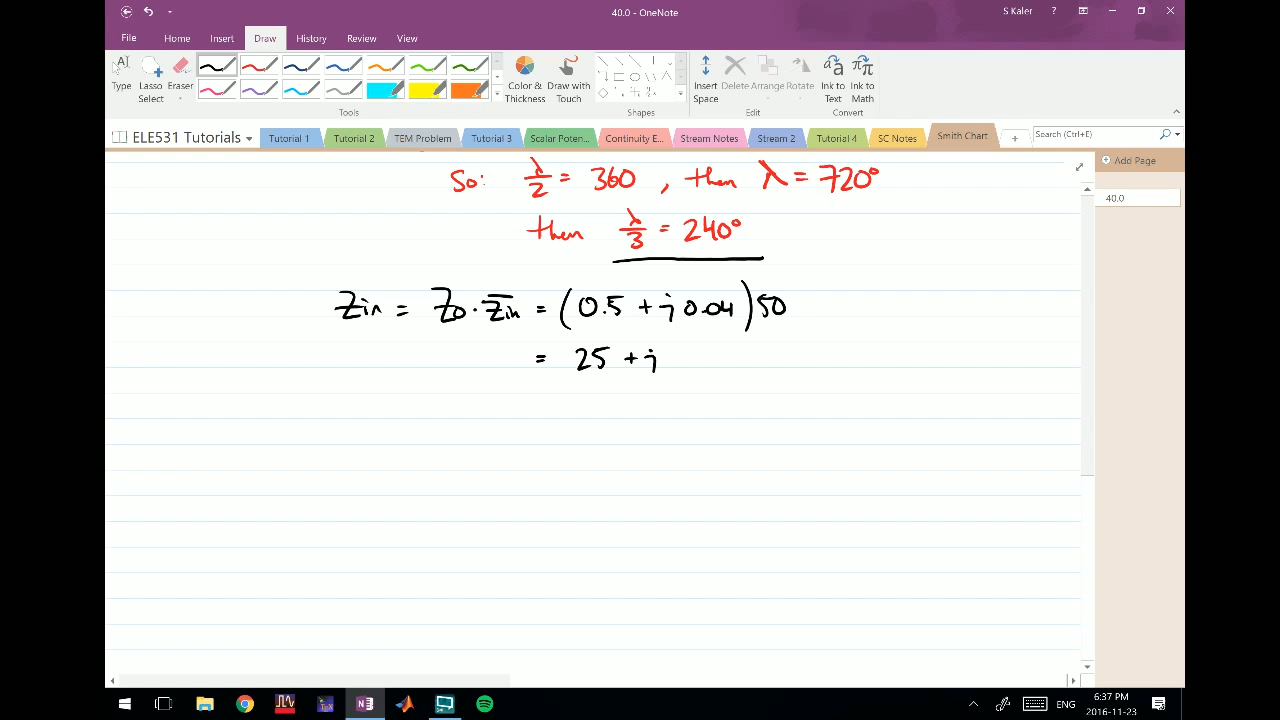 40.0 - OneNote
S Kaler
?
File Home Insert Draw History Review View
Type
Lasso Select
Eraser
Color & Thickness
Draw with Touch
Insert Space
Delete
Arrange
Rotate
Ink to Text
Ink to Math
Tools
Shapes
Edit
Convert
ELE531 Tutorials
Tutorial 1
Tutorial 2
TEM Problem
Tutorial 3
Scalar Poten...
Continuity E...
Stream Notes
Stream 2
Tutorial 4
SC Notes
Smith Chart
Search (Ctrl+E)
Add Page
40.0
So: λ/2 = 360 , then λ = 720°
then λ/3 = 240°
Zin = Z0 · z̅in = (0.5 + j 0.04) 50
= 25 + j
ENG
6:37 PM
2016-11-23